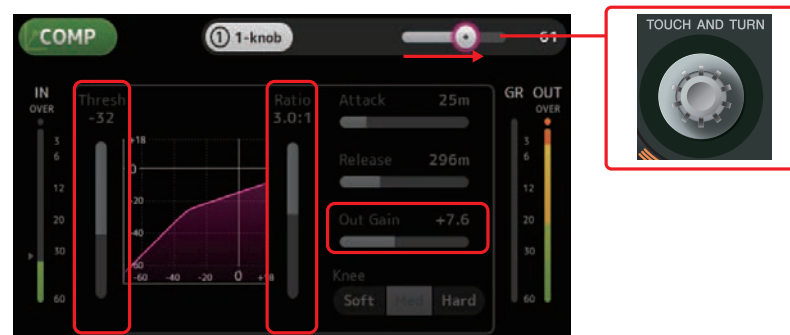 COMP
① 1-knob
61
TOUCH AND TURN
IN
OVER
3
6
12
20
30
60
Thresh
-32
+18
0
-20
-40
-60
-60 -40 -20 0 +18
Ratio
3.0:1
Attack 25m
Release 296m
Out Gain +7.6
Knee
Soft Med Hard
GR OUT
OVER
3
6
12
20
30
60